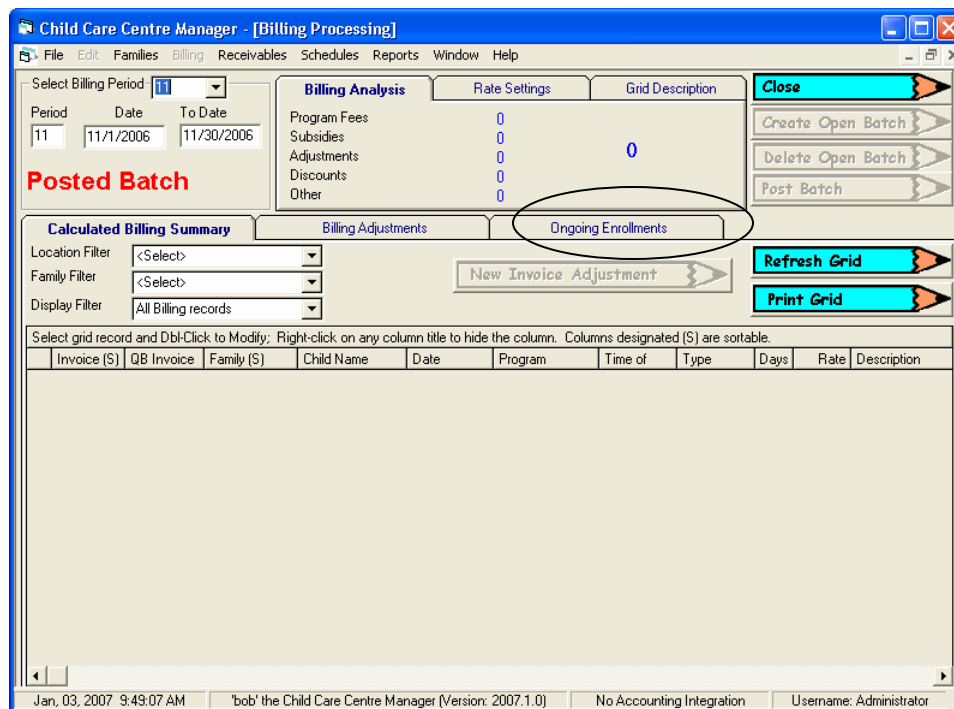 Child Care Centre Manager - [Billing Processing]
File Edit Families Billing Receivables Schedules Reports Window Help
Select Billing Period 11
Period Date To Date
11 11/1/2006 11/30/2006
Posted Batch
Billing Analysis Rate Settings Grid Description
Program Fees 0
Subsidies 0
Adjustments 0
Discounts 0
Other 0
0
Close
Create Open Batch
Delete Open Batch
Post Batch
Calculated Billing Summary Billing Adjustments Ongoing Enrollments
Location Filter <Select>
Family Filter <Select>
Display Filter All Billing records
New Invoice Adjustment
Refresh Grid
Print Grid
Select grid record and Dbl-Click to Modify; Right-click on any column title to hide the column. Columns designated (S) are sortable.
Invoice (S) QB Invoice Family (S) Child Name Date Program Time of Type Days Rate Description
Jan, 03, 2007 9:49:07 AM 'bob' the Child Care Centre Manager (Version: 2007.1.0) No Accounting Integration Username: Administrator